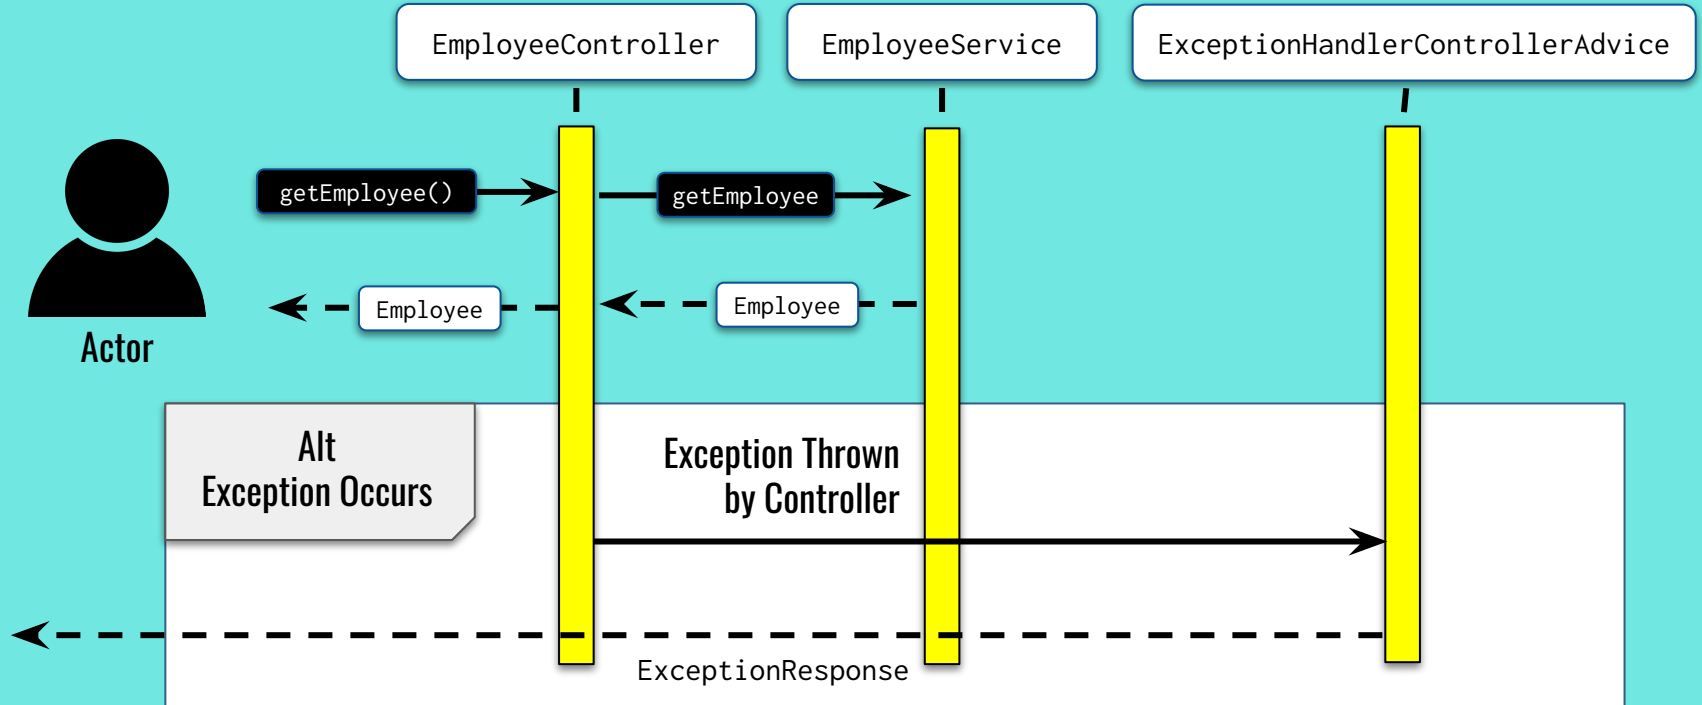 EmployeeController
EmployeeService
ExceptionHandlerControllerAdvice
getEmployee()
getEmployee
Employee
Employee
Actor
Alt
Exception Occurs
Exception Thrown
by Controller
ExceptionResponse